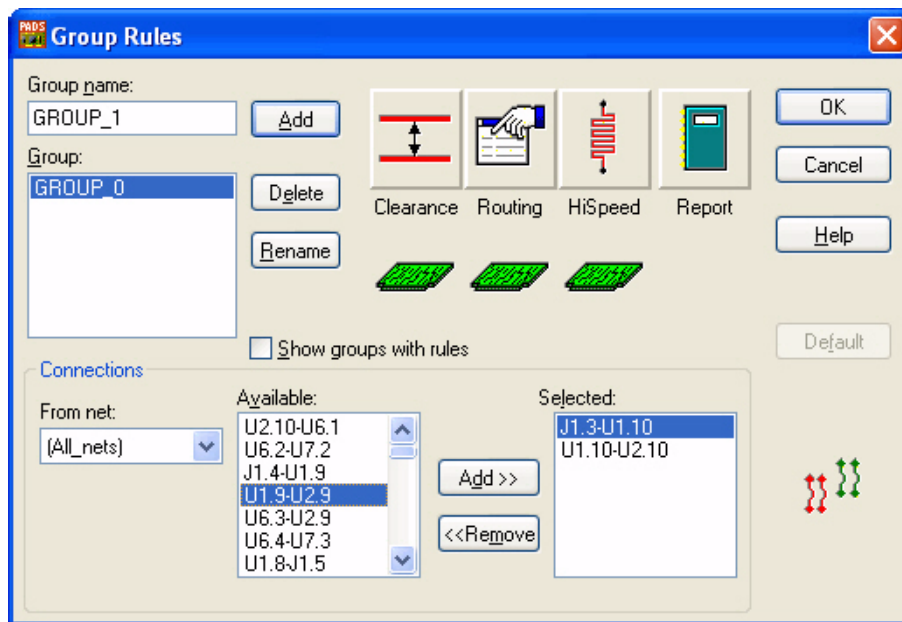 PADS
Group Rules
Group name:
GROUP_1
Add
Group:
GROUP_0
Delete
Rename
Clearance
Routing
HiSpeed
Report
OK
Cancel
Help
Default
Show groups with rules
Connections
From net:
(All_nets)
Available:
U2.10-U6.1
U6.2-U7.2
J1.4-U1.9
U1.9-U2.9
U6.3-U2.9
U6.4-U7.3
U1.8-J1.5
Add >>
<<Remove
Selected:
J1.3-U1.10
U1.10-U2.10